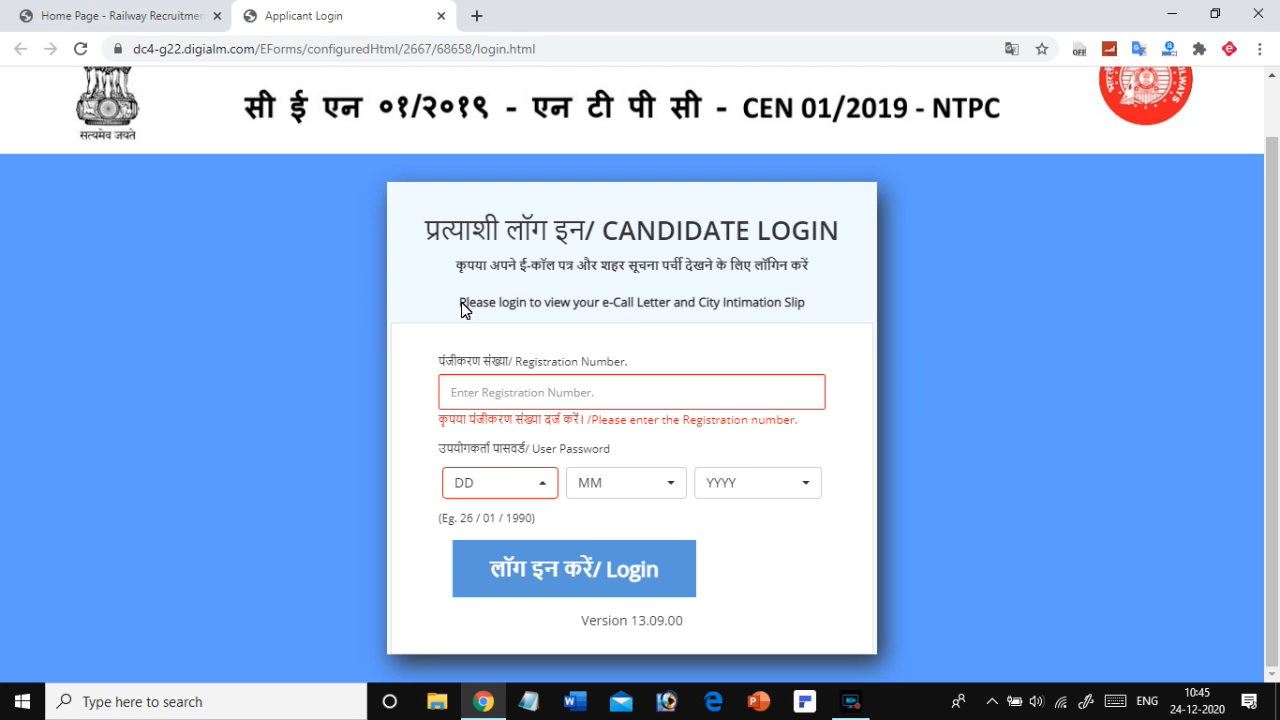 Home Page - Railway Recruitmen
Applicant Login
dc4-g22.digialm.com/EForms/configuredHtml/2667/68658/login.html
OFF
सत्यमेव जयते
सी ई एन ०१/२०१९ - एन टी पी सी - CEN 01/2019 - NTPC
प्रत्याशी लॉग इन/ CANDIDATE LOGIN
कृपया अपने ई-कॉल पत्र और शहर सूचना पर्ची देखने के लिए लॉगिन करें
Please login to view your e-Call Letter and City Intimation Slip
पंजीकरण संख्या/ Registration Number.
Enter Registration Number.
कृपया पंजीकरण संख्या दर्ज करें। /Please enter the Registration number.
उपयोगकर्ता पासवर्ड/ User Password
DD MM YYYY
(Eg. 26 / 01 / 1990)
लॉग इन करें/ Login
Version 13.09.00
Type here to search
ENG
10:45
24-12-2020